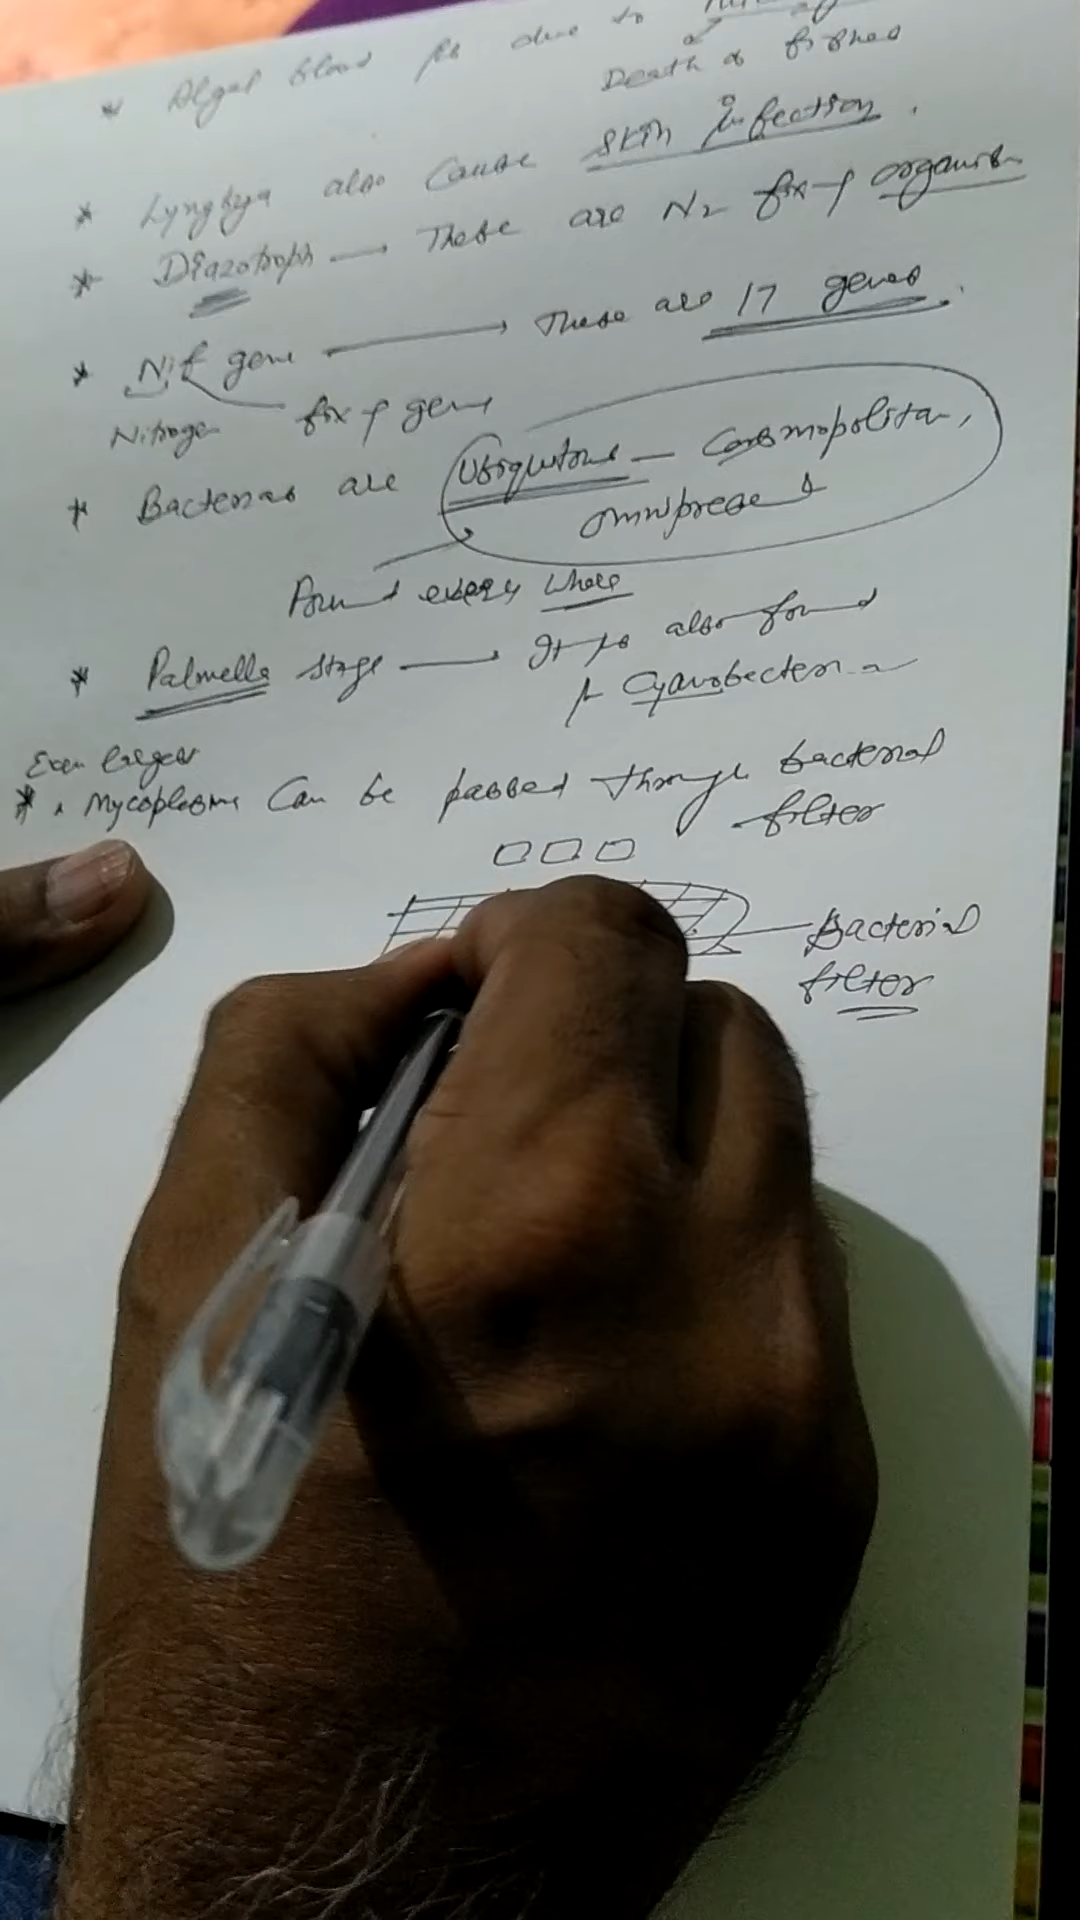 * Algal bloom is due to
Death of fishes
* Lyngbya also cause skin infection.
* Diazotroph → These are N2 fixing organism
* Nif gene → These are 17 genes.
Nitrogen fixing gene
* Bacterias are Ubiquitous — Cosmopolitan,
omnipresent
Found every where
* Palmella stage → It is also found
in Cyanobacteria
Even larger
* Mycoplasma can be passed through bacterial
filter
Bacterial
filter